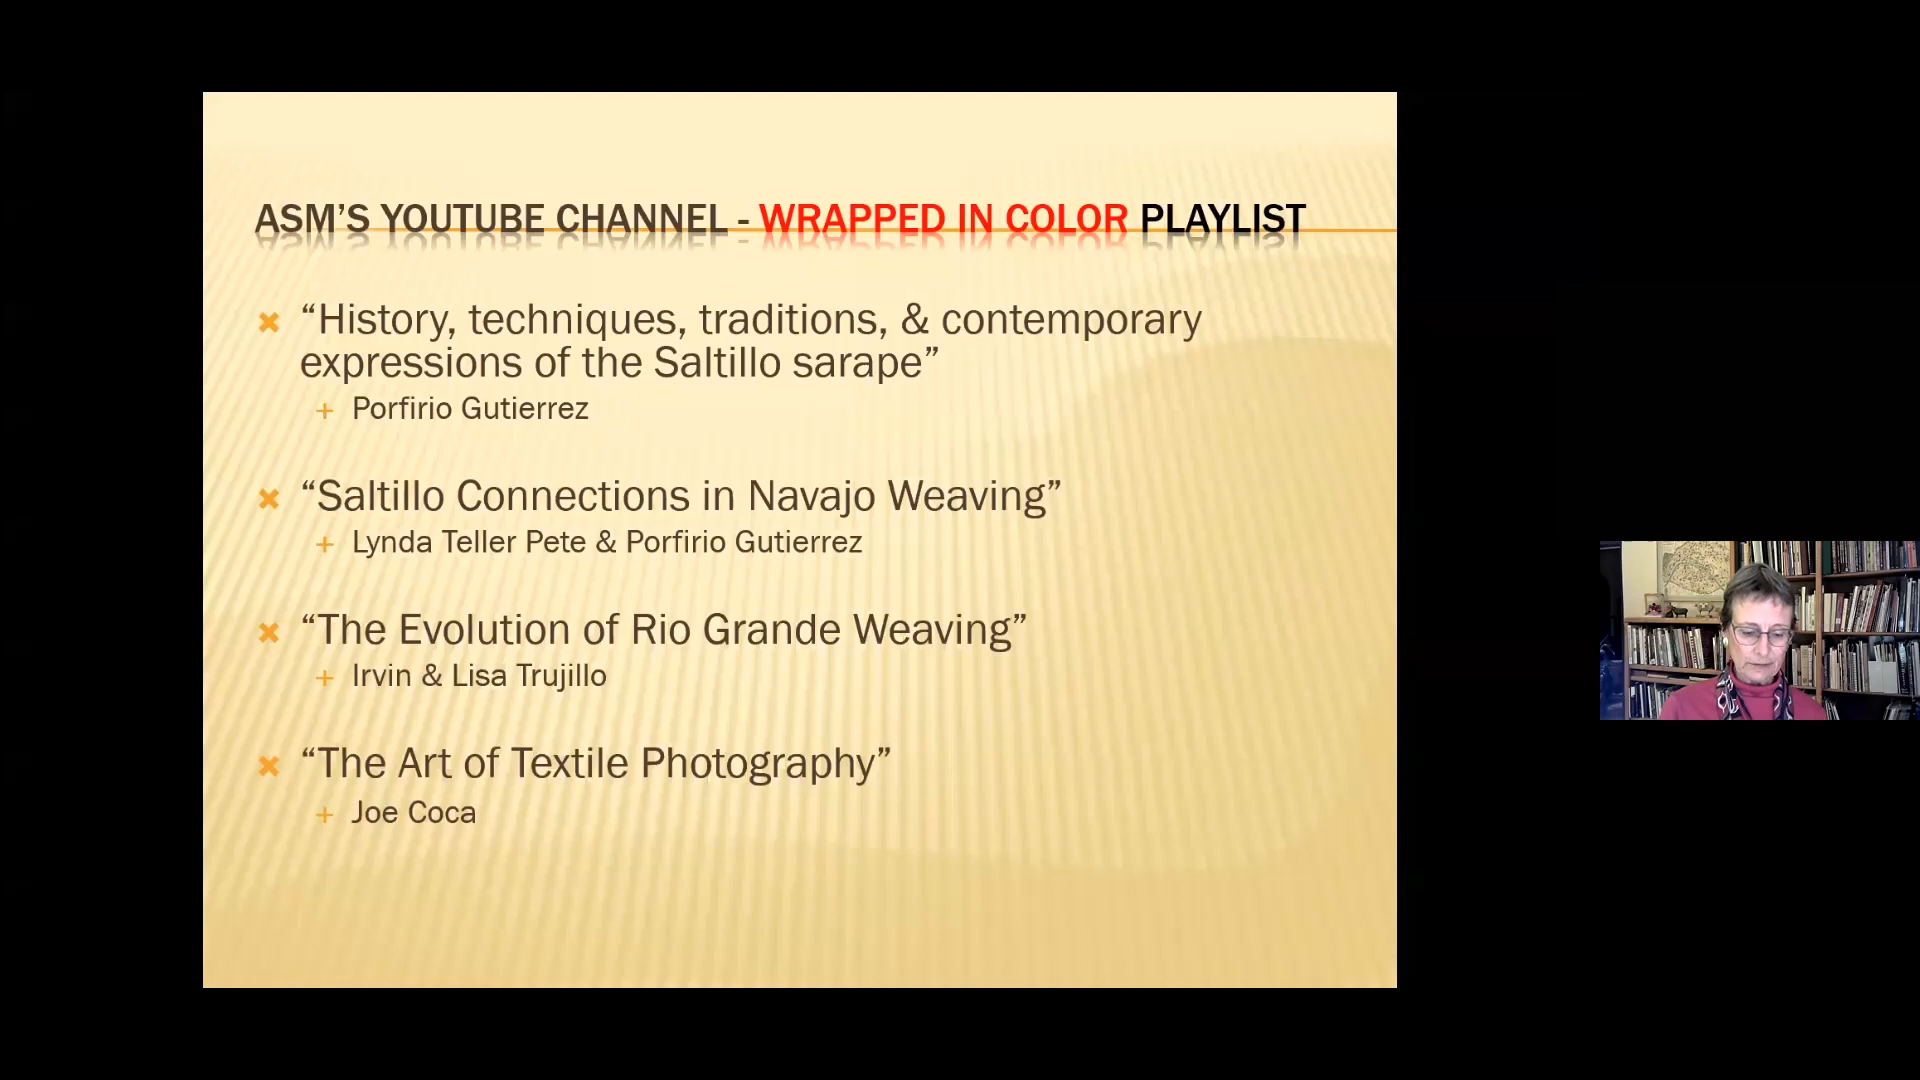 ASM’S YOUTUBE CHANNEL - WRAPPED IN COLOR PLAYLIST
“History, techniques, traditions, & contemporary
expressions of the Saltillo sarape”
Porfirio Gutierrez
“Saltillo Connections in Navajo Weaving”
Lynda Teller Pete & Porfirio Gutierrez
“The Evolution of Rio Grande Weaving”
Irvin & Lisa Trujillo
“The Art of Textile Photography”
Joe Coca